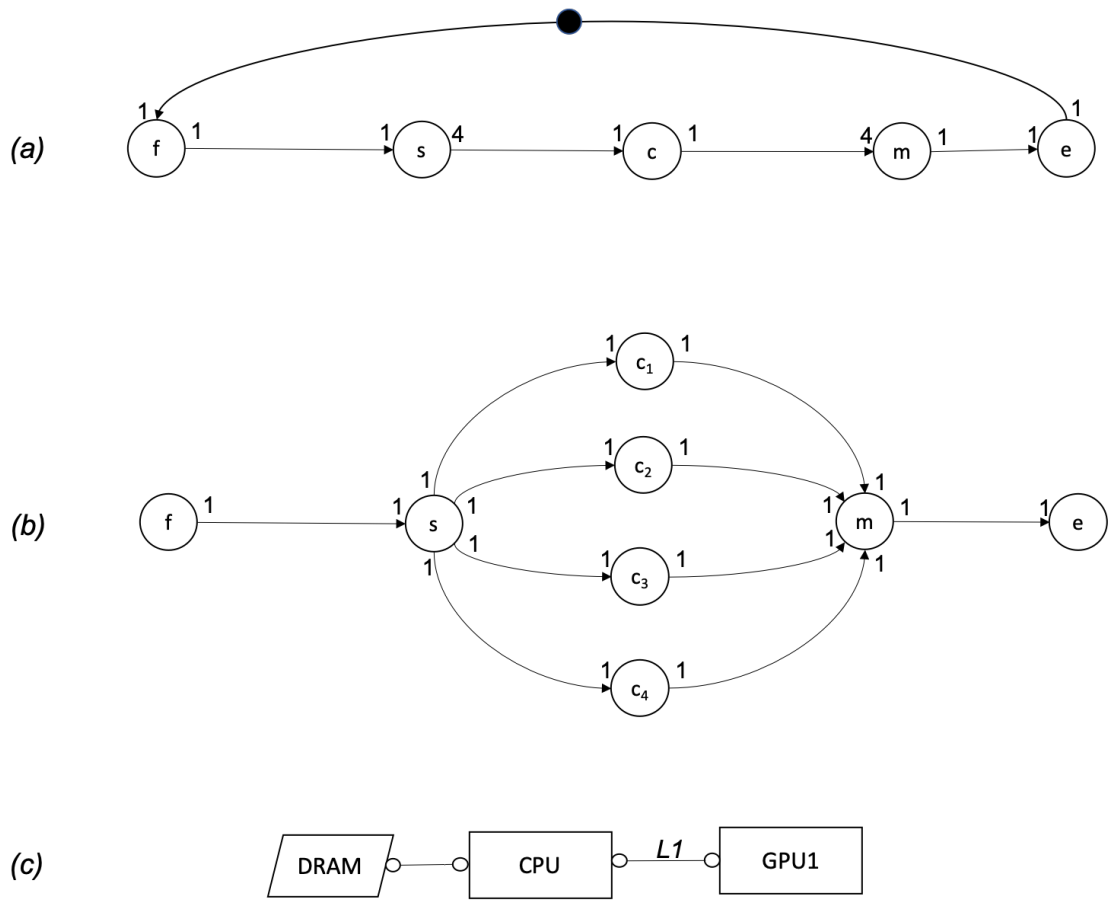 1 1
(a) f 1 1 s 4 1 c 1 4 m 1 1 e
1 c₁ 1
1 c₂ 1
1 1 1
(b) f 1 1 s 1 1 m 1 1 e
1 1
1 c₃ 1
1 1
1 c₄ 1
(c) DRAM CPU L1 GPU1